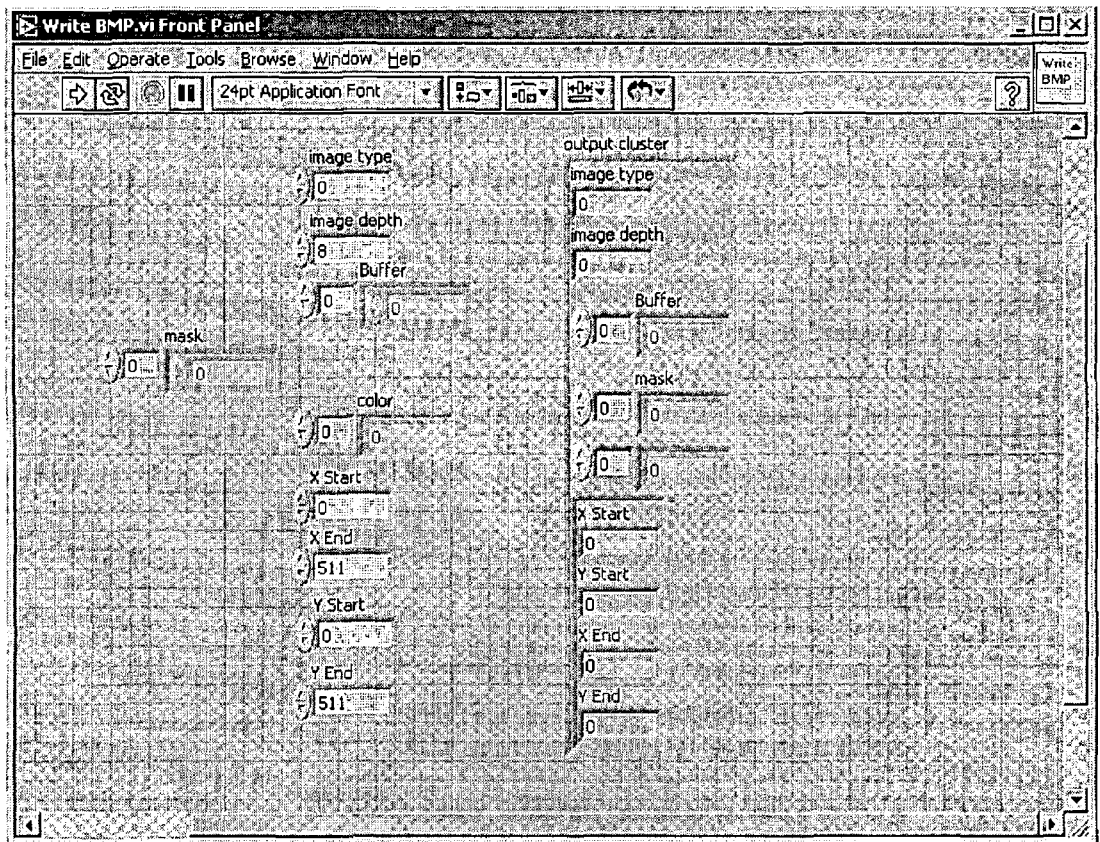 Write BMP.vi Front Panel
File Edit Operate Tools Browse Window Help
Write
BMP
24pt Application Font
?
image type
0
image depth
8
Buffer
0 0
mask
0 0
color
0 0
X Start
0
X End
511
Y Start
0
Y End
511
output cluster
image type
0
image depth
0
Buffer
0 0
mask
0 0
0 0
X Start
0
Y Start
0
X End
0
Y End
0